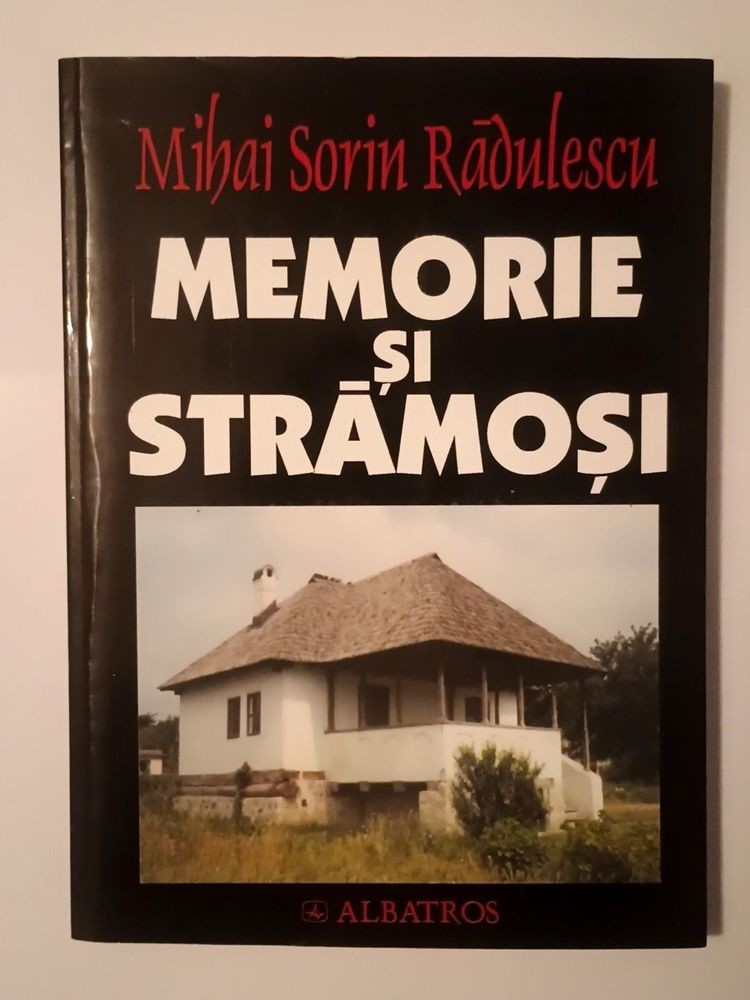 Mihai Sorin Rădulescu
MEMORIE
ȘI
STRĂMOȘI
ALBATROS